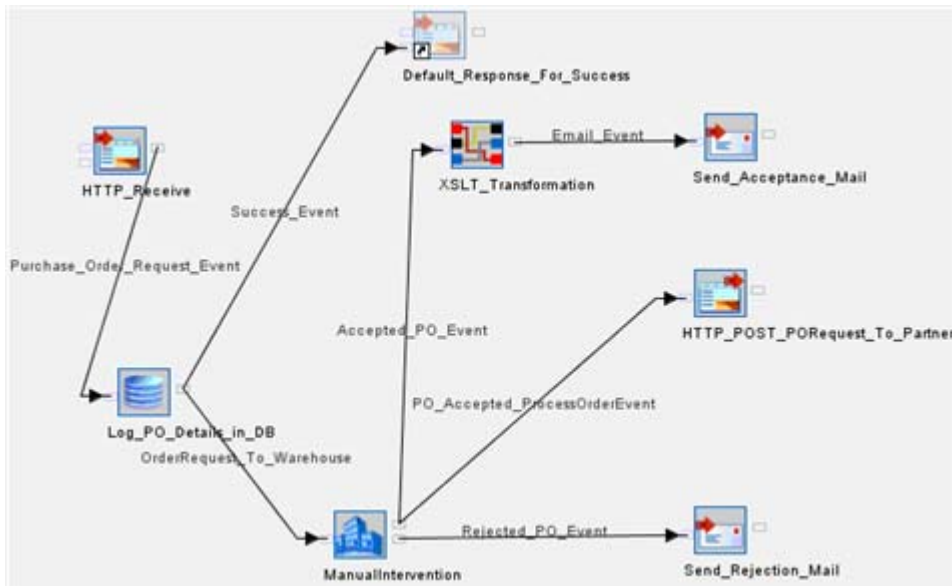 Default_Response_For_Success
Email_Event
HTTP_Receive
XSLT_Transformation
Send_Acceptance_Mail
Success_Event
Purchase_Order_Request_Event
Accepted_PO_Event
HTTP_POST_PORequest_To_Partner
PO_Accepted_ProcessOrderEvent
Log_PO_Details_in_DB
OrderRequest_To_Warehouse
Rejected_PO_Event
ManualIntervention
Send_Rejection_Mail